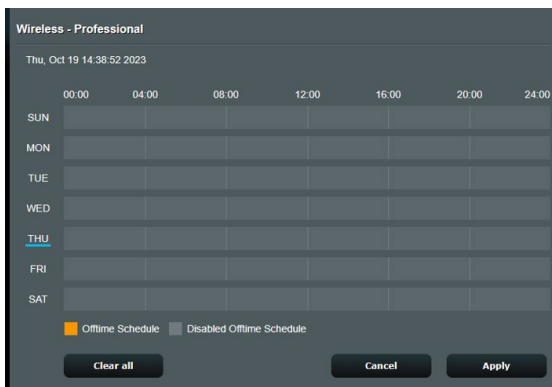 Wireless - Professional
Thu, Oct 19 14:38:52 2023
00:00 04:00 08:00 12:00 16:00 20:00 24:00
SUN
MON
TUE
WED
THU
FRI
SAT
Offtime Schedule Disabled Offtime Schedule
Clear all Cancel Apply